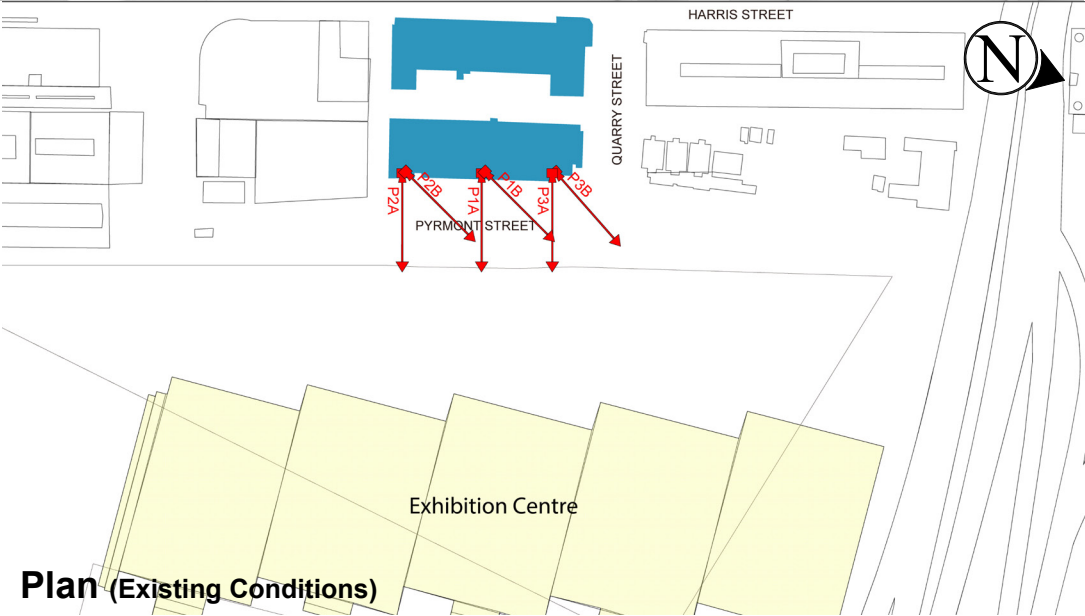 HARRIS STREET
N
QUARRY STREET
P2A
P2B
P1A
P1B
P3A
P3B
PYRMONT STREET
Exhibition Centre
Plan (Existing Conditions)